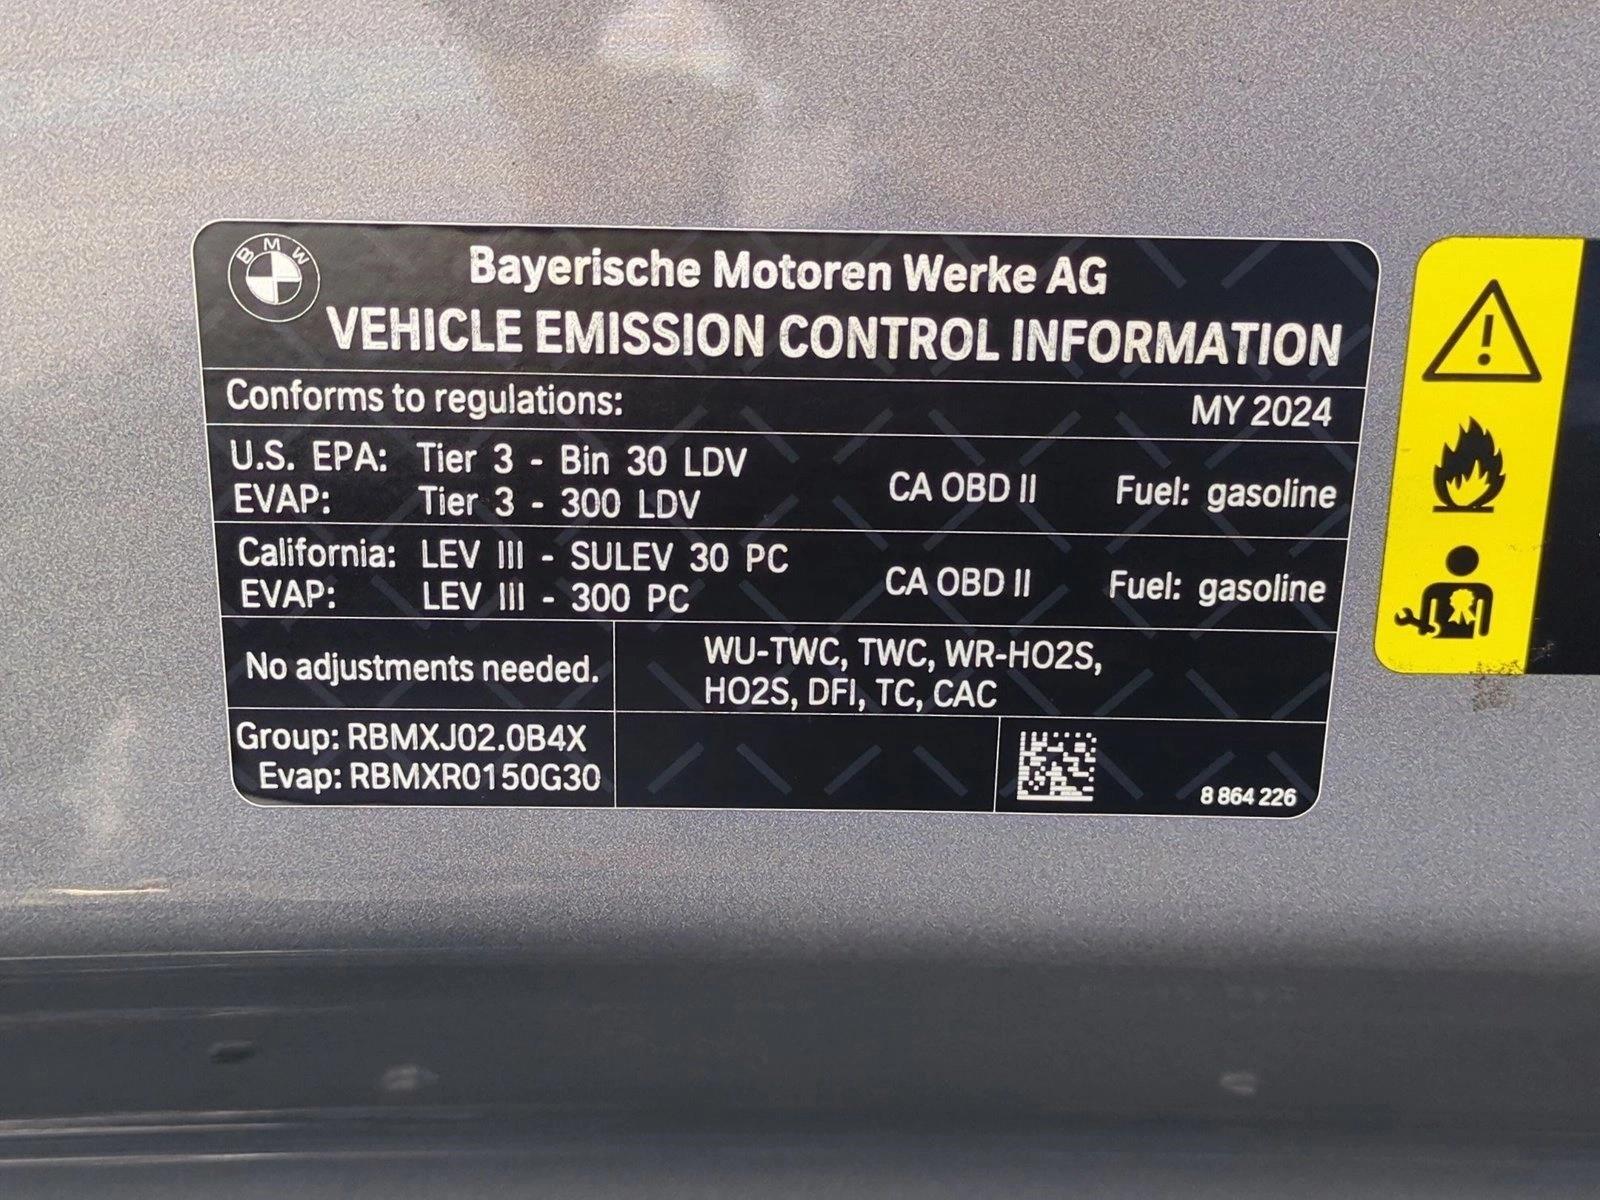 BMW
Bayerische Motoren Werke AG
VEHICLE EMISSION CONTROL INFORMATION
Conforms to regulations: MY 2024
U.S. EPA: Tier 3 - Bin 30 LDV CA OBD II Fuel: gasoline
EVAP: Tier 3 - 300 LDV
California: LEV III - SULEV 30 PC CA OBD II Fuel: gasoline
EVAP: LEV III - 300 PC
No adjustments needed.
WU-TWC, TWC, WR-HO2S,
HO2S, DFI, TC, CAC
Group: RBMXJ02.0B4X
Evap: RBMXR0150G30
8 864 226